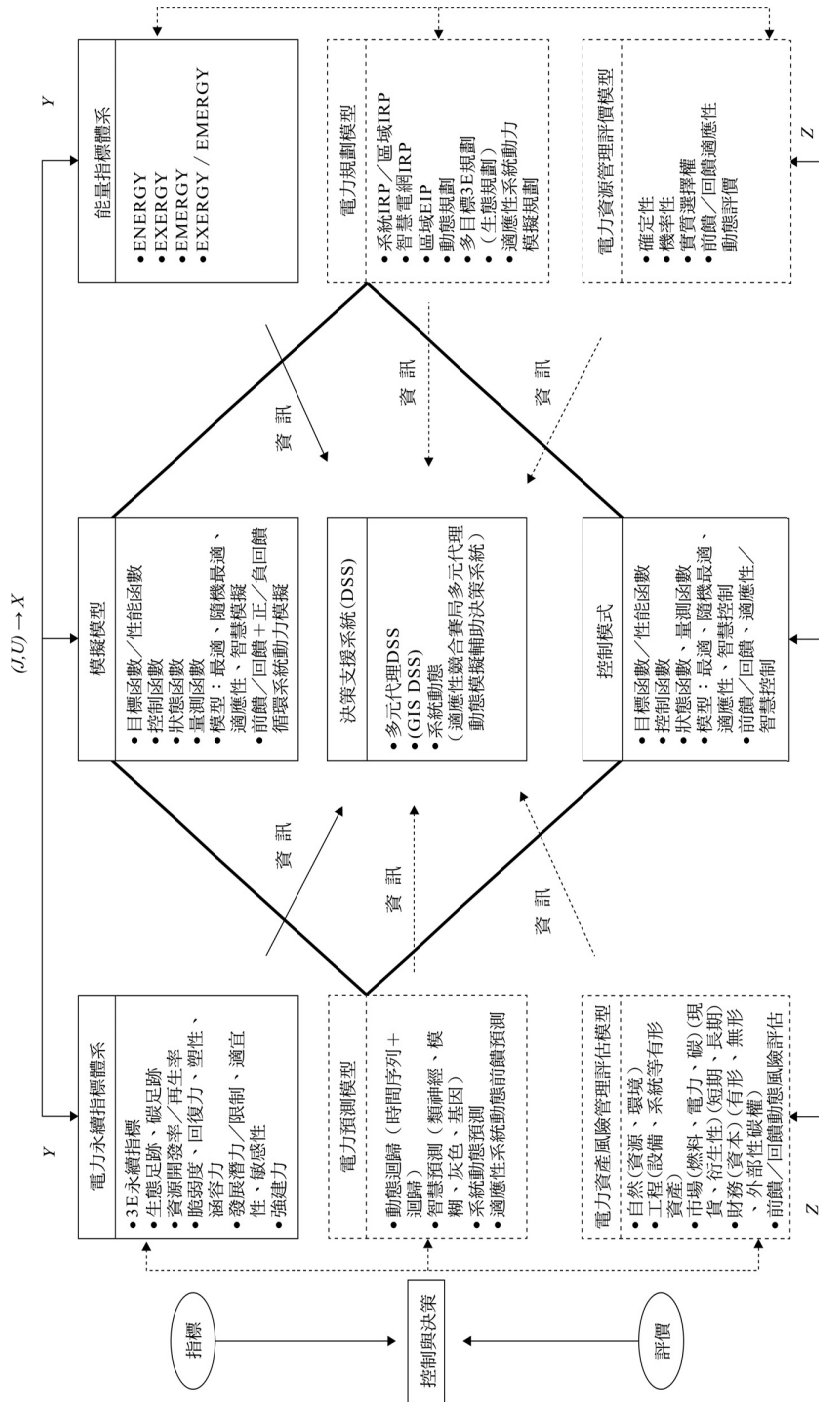 (J,U) → X
Y
Y
指標
控制與決策
評價
電力永續指標體系
•3E永續指標
•生態足跡、碳足跡
•資源開發率／再生率
•脆弱度、回復力、塑性、
涵容力
•發展潛力／限制、適宜
性、敏感性
•強建力
模擬模型
•目標函數／性能函數
•控制函數
•狀態函數
•量測函數
•模型：最適、隨機最適、
適應性、智慧模擬
•前饋／回饋＋正／負回饋
循環系統動力模擬
能量指標體系
•ENERGY
•EXERGY
•EMERGY
•EXERGY / EMERGY
資訊
資訊
電力預測模型
•動態迴歸（時間序列＋
迴歸）
•智慧預測（類神經、模
糊、灰色、基因）
•系統動態預測
•適應性系統動態前饋預測
資訊
決策支援系統(DSS)
•多元代理DSS
•(GIS DSS)
•系統動態
（適應性競合賽局多元代理
動態模擬輔助決策系統）
資訊
電力規劃模型
•系統IRP／區域IRP
•智慧電網IRP
•區域EIP
•動態規劃
•多目標3E規劃
•（生態規劃）
•適應性系統動力
模擬規劃
資訊
資訊
電力資產風險管理評估模型
•自然(資源、環境)
•工程(設備、系統等有形
資產)
•市場(燃料、電力、碳)(現
貨、衍生性)(短期、長期)
•財務(資本)(有形、無形
、外部性碳權)
•前饋／回饋動態風險評估
控制模式
•目標函數／性能函數
•控制函數
•狀態函數、量測函數
•模型：最適、隨機最適、
適應性、智慧控制
•前饋／回饋、適應性／
智慧控制
電力資源管理評價模型
•確定性
•機率性
•實質選擇權
•前饋／回饋適應性
動態評價
Z
Z